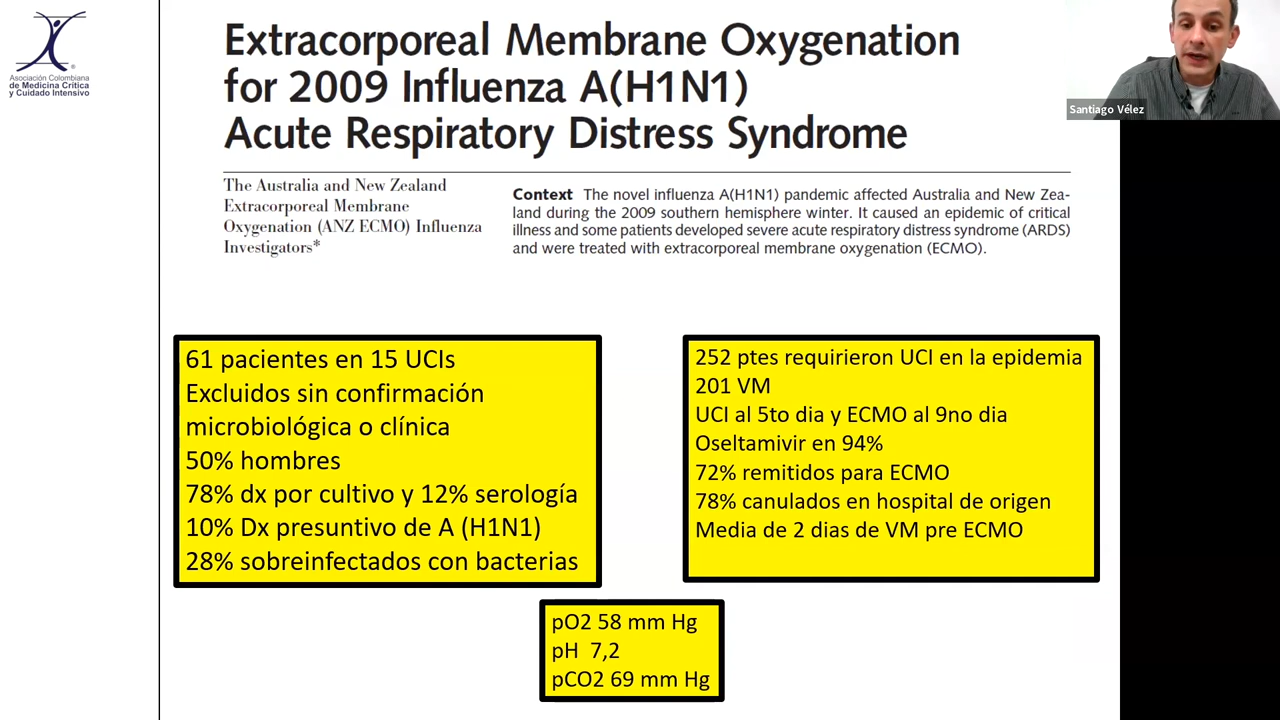 Asociación Colombiana
de Medicina Crítica
y Cuidado Intensivo
Extracorporeal Membrane Oxygenation
for 2009 Influenza A(H1N1)
Acute Respiratory Distress Syndrome
Santiago Vélez
The Australia and New Zealand
Extracorporeal Membrane
Oxygenation (ANZ ECMO) Influenza
Investigators*
Context The novel influenza A(H1N1) pandemic affected Australia and New Zea-
land during the 2009 southern hemisphere winter. It caused an epidemic of critical
illness and some patients developed severe acute respiratory distress syndrome (ARDS)
and were treated with extracorporeal membrane oxygenation (ECMO).
61 pacientes en 15 UCIs
Excluidos sin confirmación
microbiológica o clínica
50% hombres
78% dx por cultivo y 12% serología
10% Dx presuntivo de A (H1N1)
28% sobreinfectados con bacterias
252 ptes requirieron UCI en la epidemia
201 VM
UCI al 5to dia y ECMO al 9no dia
Oseltamivir en 94%
72% remitidos para ECMO
78% canulados en hospital de origen
Media de 2 dias de VM pre ECMO
pO2 58 mm Hg
pH 7,2
pCO2 69 mm Hg